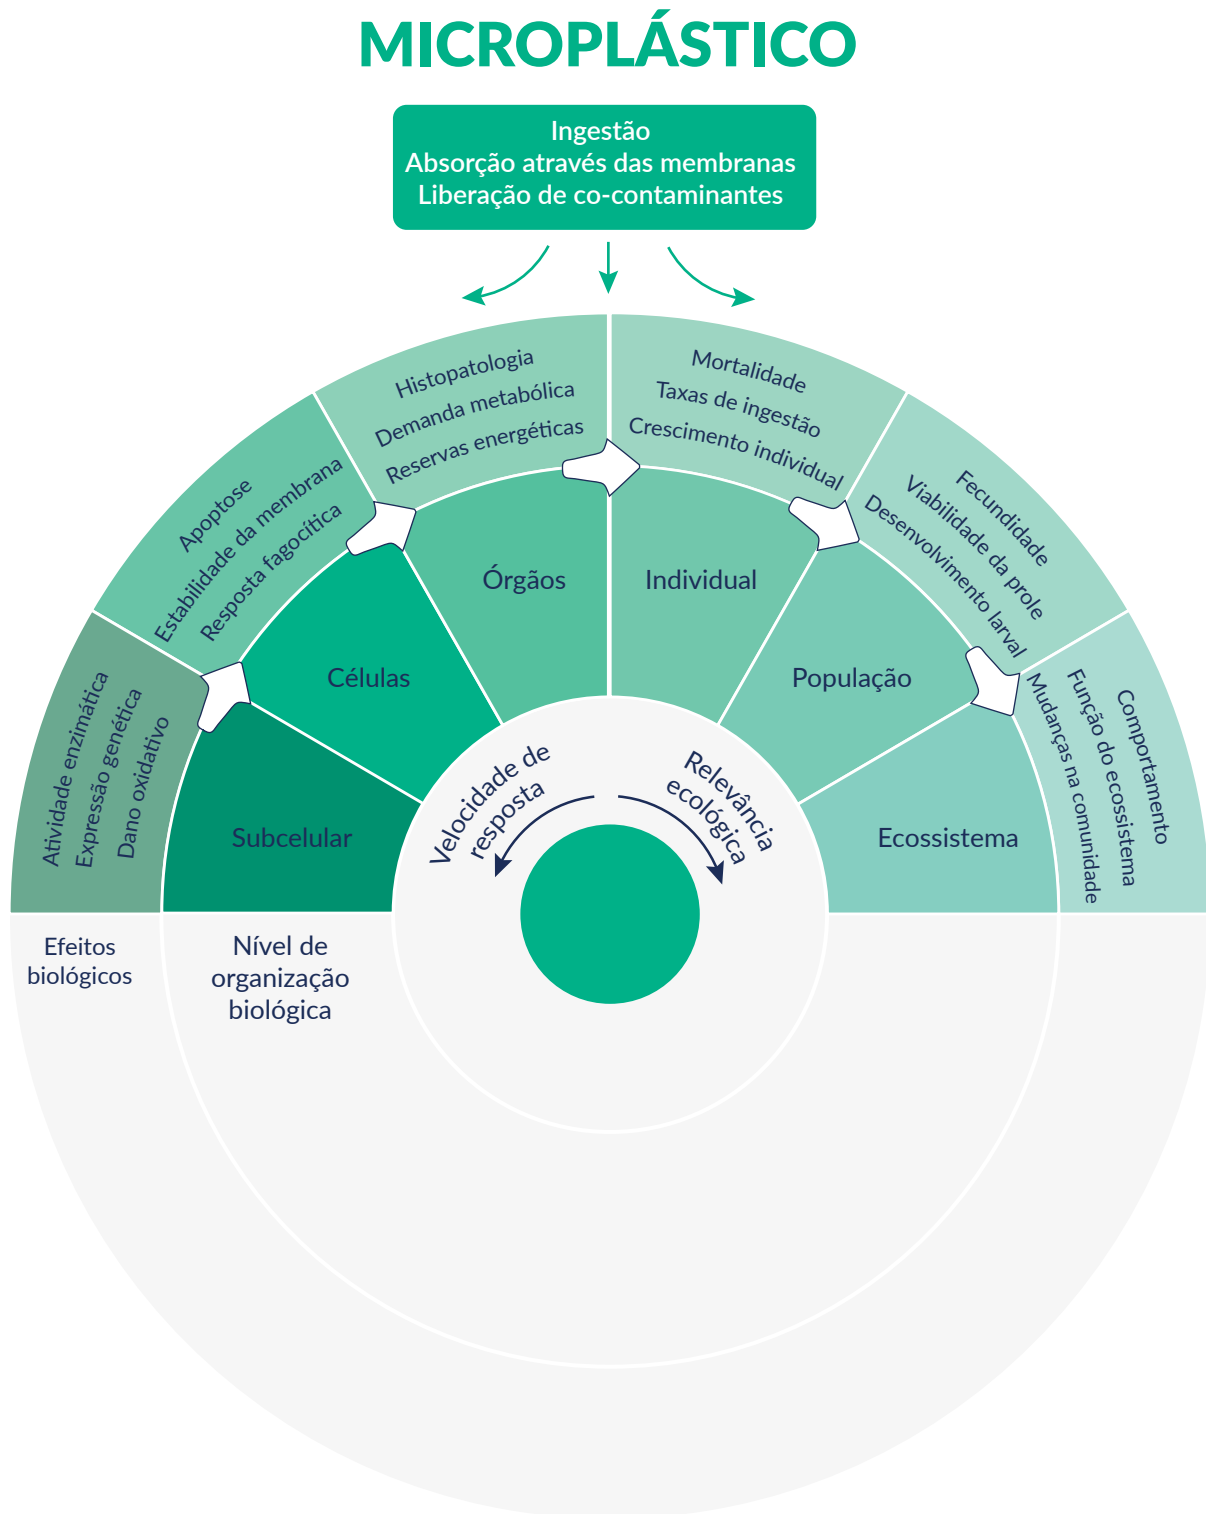 MICROPLÁSTICO
Ingestão
Absorção através das membranas
Liberação de co-contaminantes
Atividade enzimática
Expressão genética
Dano oxidativo
Apoptose
Estabilidade da membrana
Resposta fagocítica
Histopatologia
Demanda metabólica
Reservas energéticas
Mortalidade
Taxas de ingestão
Crescimento individual
Fecundidade
Viabilidade da prole
Desenvolvimento larval
Comportamento
Função do ecossistema
Mudanças na comunidade
Subcelular
Células
Órgãos
Individual
População
Ecossistema
Velocidade de
resposta
Relevância
ecológica
Efeitos
biológicos
Nível de
organização
biológica